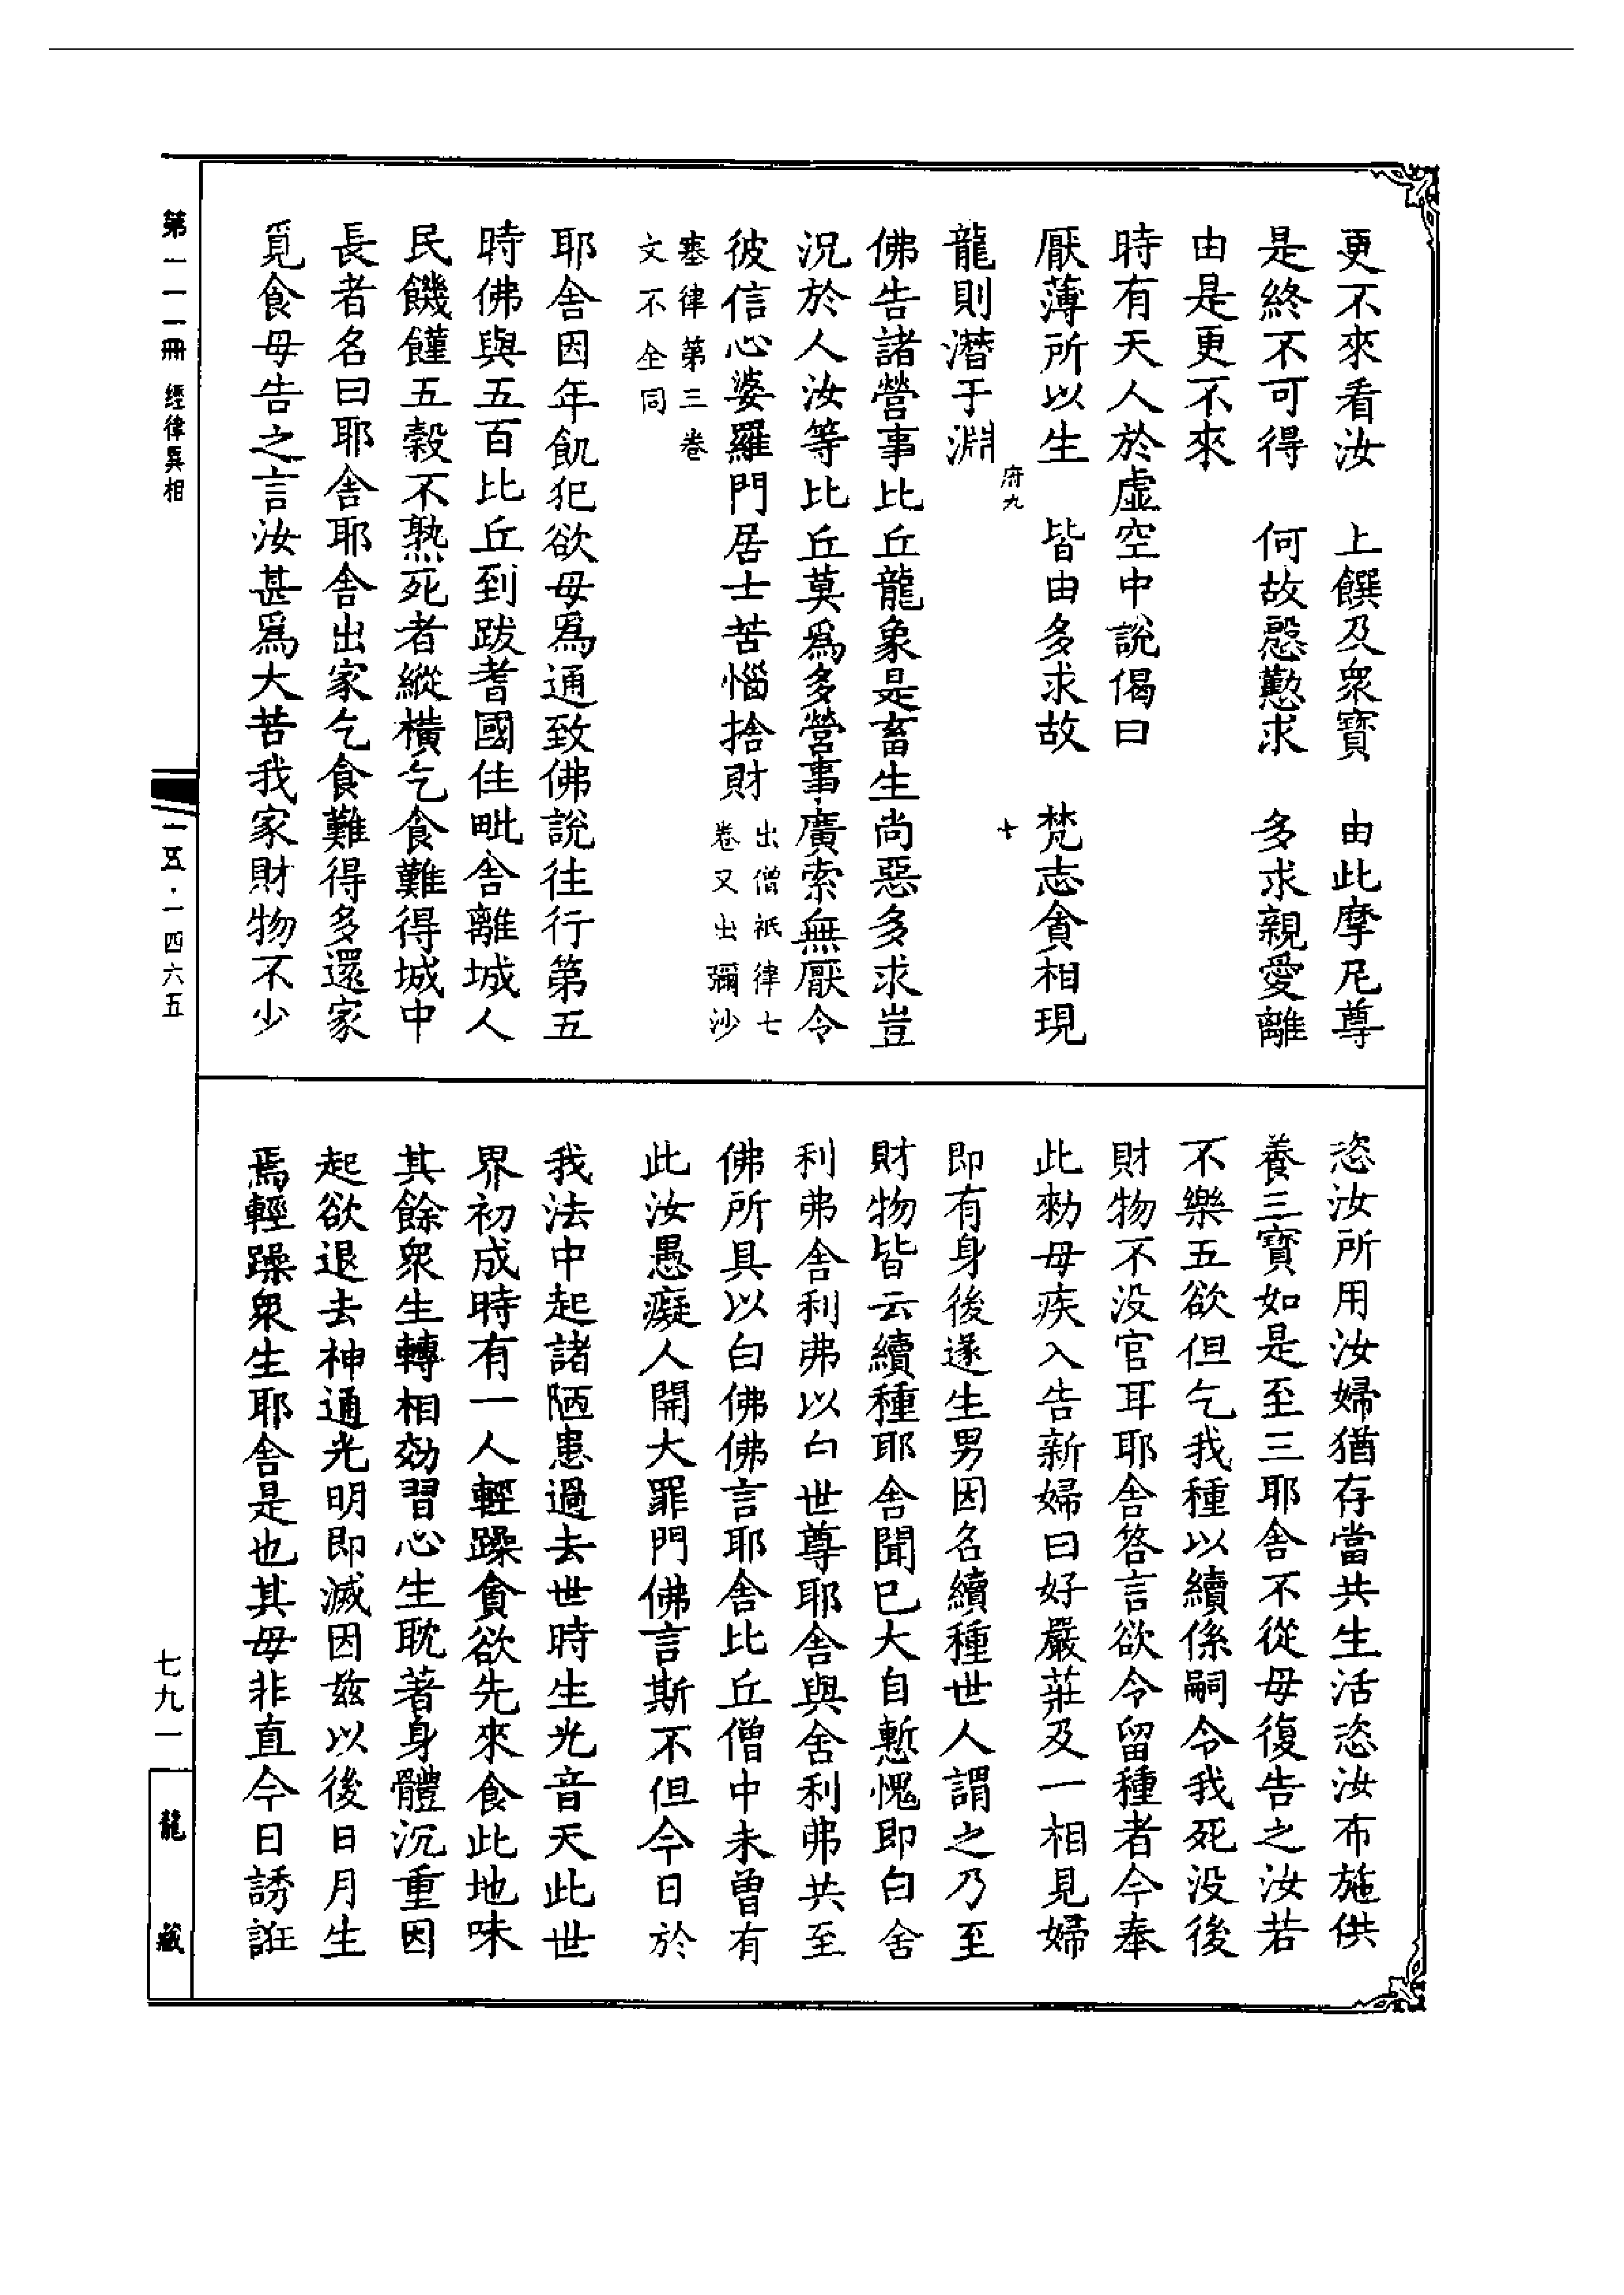 更不來看汝　上饌及衆寶　由此摩尼尊
是終不可得　何故慇懃求　多求親愛離
由是更不來
時有天人於虛空中說偈曰
厭薄所以生　皆由多求故　梵志貪相現
府九　七
龍則潛于淵
佛告諸營事比丘龍象是畜生尚惡多求豈
況於人汝等比丘莫爲多營事廣索無厭令
彼信心婆羅門居士苦惱捨財出僧祇律七
卷又出彌沙
塞律第三卷
文不全同
耶舍因年飢犯欲母爲通致佛說往行第五
時佛與五百比丘到跋耆國住毗舍離城人
民饑饉五穀不熟死者縱橫乞食難得城中
長者名曰耶舍耶舍出家乞食難得多還家
覓食母告之言汝甚爲大苦我家財物不少
恣汝所用汝婦猶存當共生活恣汝布施供
養三寶如是至三耶舍不從母復告之汝若
不樂五欲但乞我種以續係嗣令我死没後
財物不没官耳耶舍答言欲令留種者今奉
此勑母疾入告新婦曰好嚴莊及一相見婦
即有身後遂生男因名續種世人謂之乃至
財物皆云續種耶舍聞已大自慙愧即白舍
利弗舍利弗以白世尊耶舍與舍利弗共至
佛所具以白佛佛言耶舍比丘僧中未曾有
此汝愚癡人開大罪門佛言斯不但今日於
我法中起諸陋患過去世時生光音天此世
界初成時有一人輕躁貪欲先來食此地味
其餘衆生轉相効習心生耽著身體沉重因
起欲退去神通光明即滅因兹以後日月生
焉輕躁衆生耶舍是也其母非直今日誘誑
第一一一冊　經律異相
一五·一四六五
七九一
龍藏